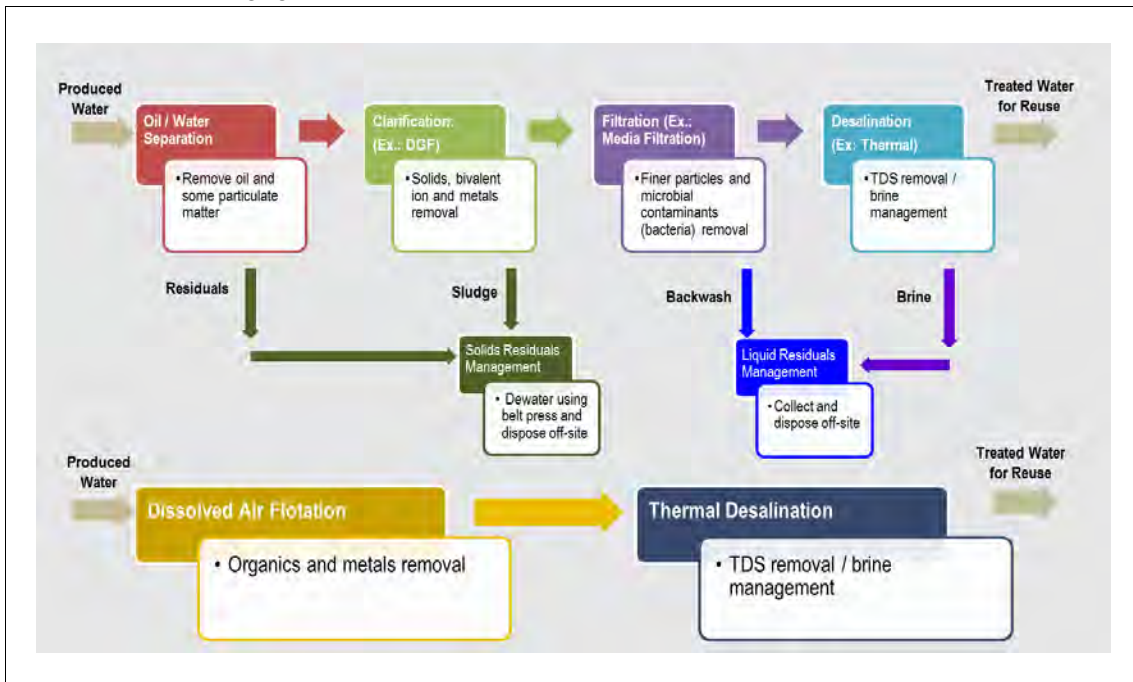 Produced
Water
Oil / Water
Separation
• Remove oil and
some particulate
matter
Clarification:
(Ex.: DGF)
• Solids, bivalent
ion and metals
removal
Filtration (Ex.:
Media Filtration)
• Finer particles and
microbial
contaminants
(bacteria) removal
Desalination
(Ex: Thermal)
• TDS removal /
brine
management
Treated Water
for Reuse
Residuals
Sludge
Backwash
Brine
Solids Residuals
Management
• Dewater using
belt press and
dispose off-site
Liquid Residuals
Management
• Collect and
dispose off-site
Produced
Water
Dissolved Air Flotation
• Organics and metals removal
Thermal Desalination
• TDS removal / brine
management
Treated Water
for Reuse